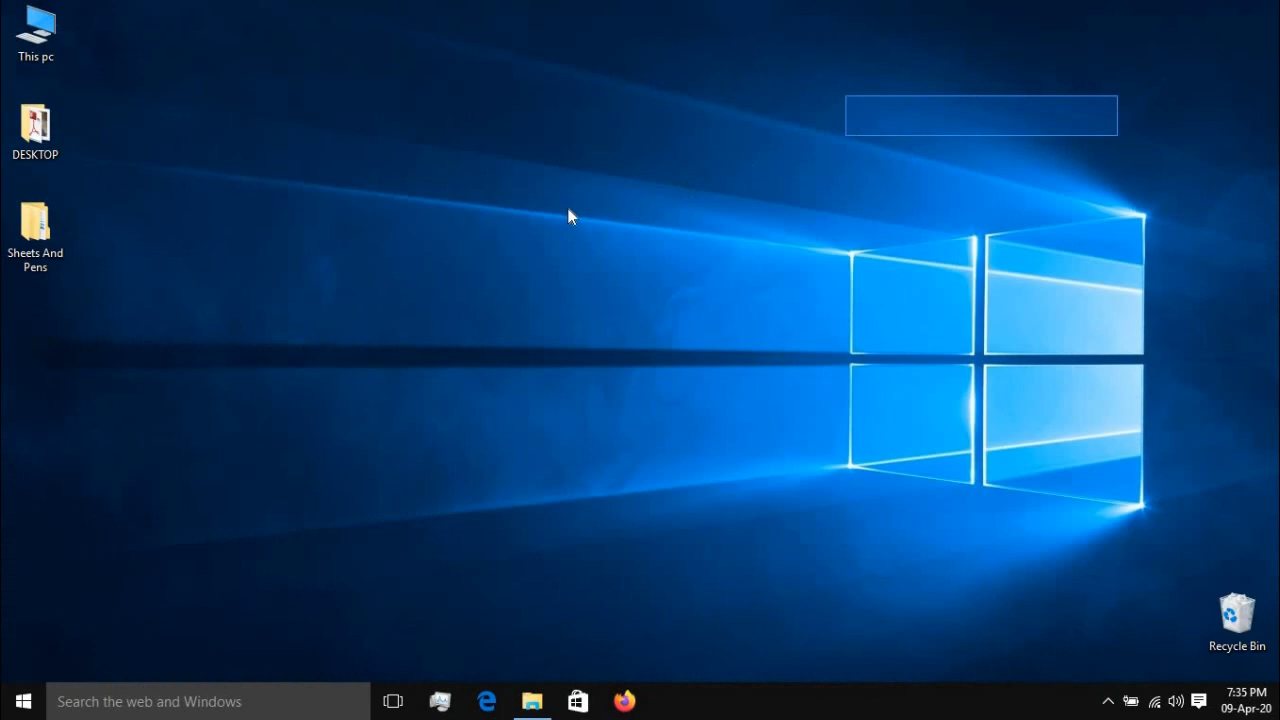 This pc
DESKTOP
Sheets And
Pens
Recycle Bin
Search the web and Windows
7:35 PM
09-Apr-20